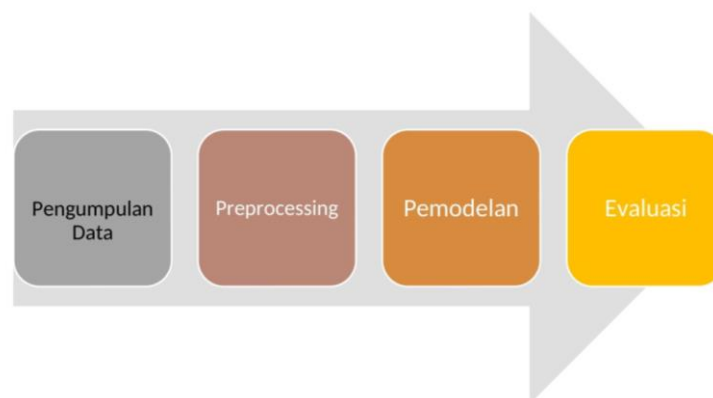 Pengumpulan
Data
Preprocessing
Pemodelan
Evaluasi